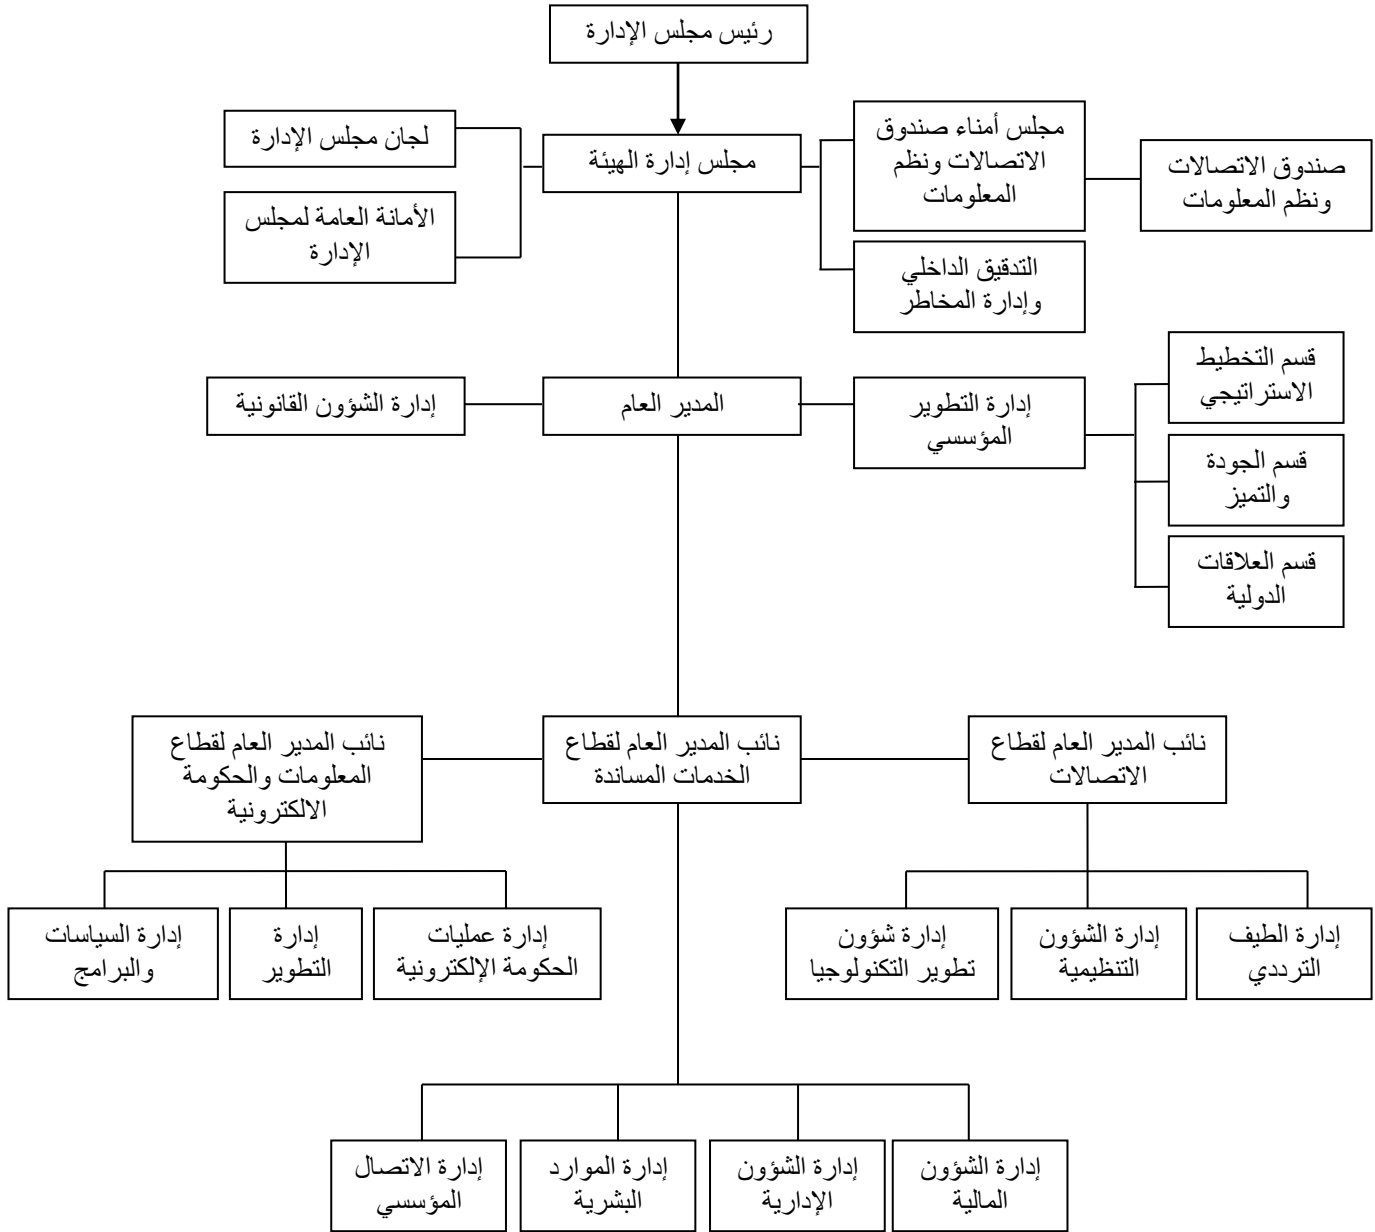 رئيس مجلس الإدارة
مجلس أمناء صندوق
الاتصالات ونظم
المعلومات
صندوق الاتصالات
ونظم المعلومات
مجلس إدارة الهيئة
لجان مجلس الإدارة
الأمانة العامة لمجلس
الإدارة
التدقيق الداخلي
وإدارة المخاطر
قسم التخطيط
الاستراتيجي
إدارة التطوير
المؤسسي
المدير العام
إدارة الشؤون القانونية
قسم الجودة
والتميز
قسم العلاقات
الدولية
نائب المدير العام لقطاع
الاتصالات
نائب المدير العام لقطاع
الخدمات المساندة
نائب المدير العام لقطاع
المعلومات والحكومة
الالكترونية
إدارة الطيف
الترددي
إدارة الشؤون
التنظيمية
إدارة شؤون
تطوير التكنولوجيا
إدارة عمليات
الحكومة الإلكترونية
إدارة
التطوير
إدارة السياسات
والبرامج
إدارة الشؤون
المالية
إدارة الشؤون
الإدارية
إدارة الموارد
البشرية
إدارة الاتصال
المؤسسي